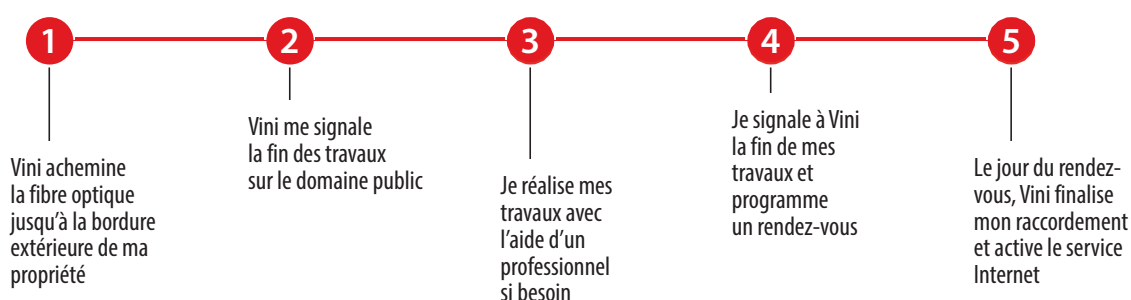 1
Vini achemine
la fibre optique
jusqu’à la bordure
extérieure de ma
propriété
2
Vini me signale
la fin des travaux
sur le domaine public
3
Je réalise mes
travaux avec
l’aide d’un
professionnel
si besoin
4
Je signale à Vini
la fin de mes
travaux et
programme
un rendez-vous
5
Le jour du rendez-
vous, Vini finalise
mon raccordement
et active le service
Internet